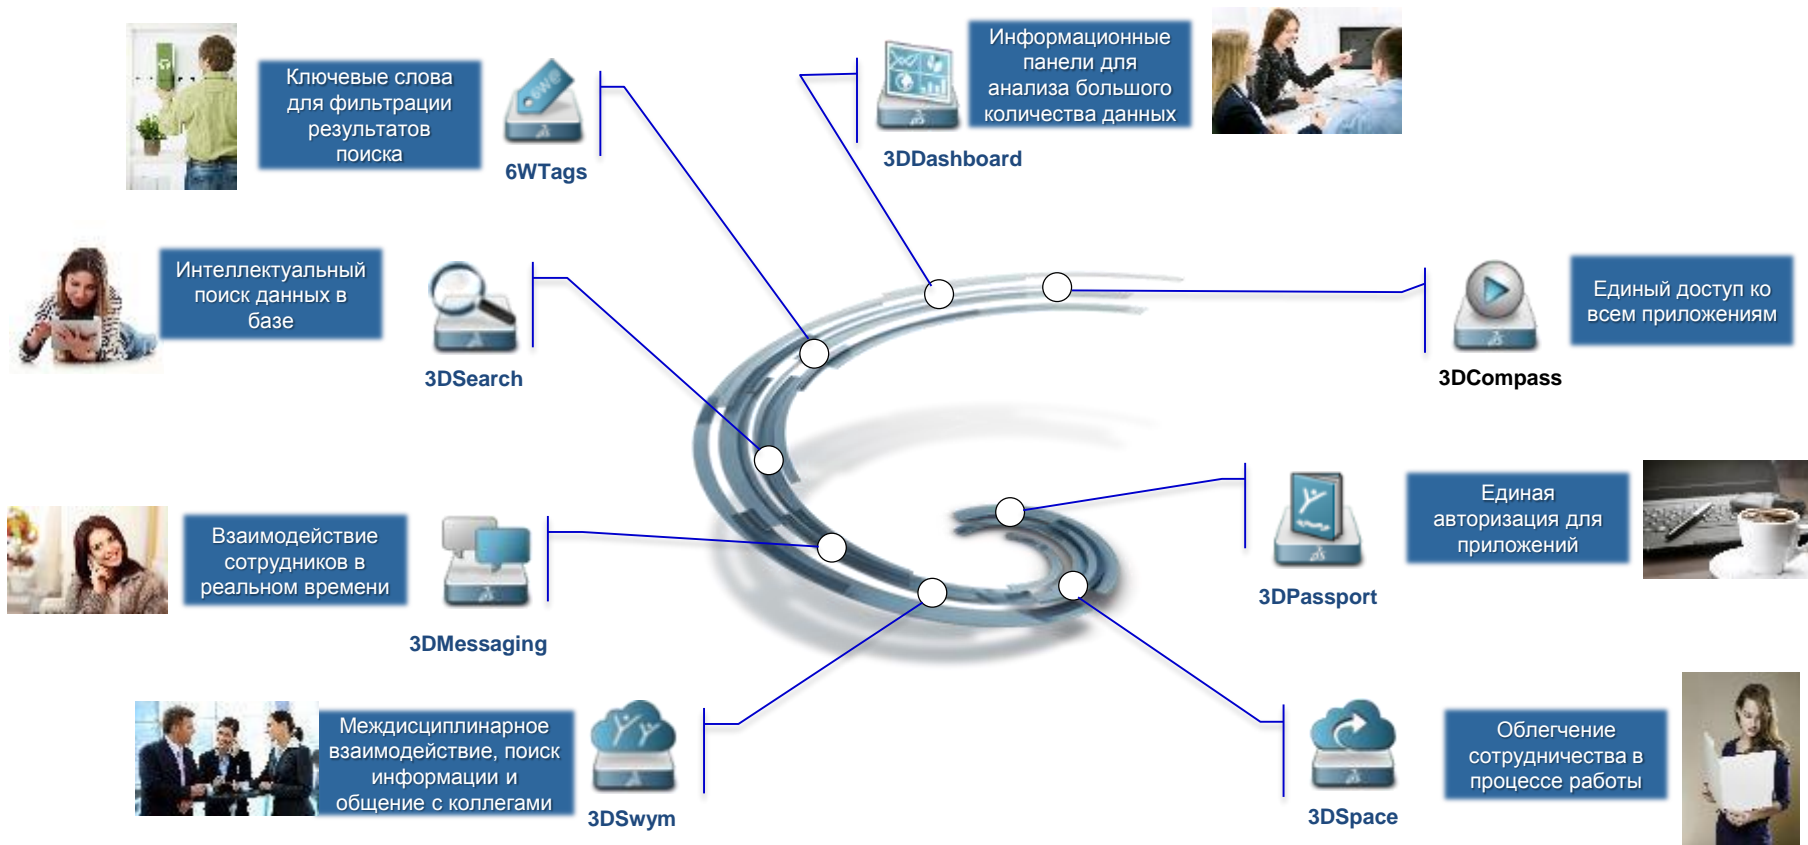 Ключевые слова
для фильтрации
результатов
поиска
6W@
6WTags
Информационные
панели для
анализа большого
количества данных
3DDashboard
Интеллектуальный
поиск данных в
базе
3DSearch
Единый доступ ко
всем приложениям
3DCompass
Взаимодействие
сотрудников в
реальном времени
3DMessaging
Единая
авторизация для
приложений
3DPassport
Междисциплинарное
взаимодействие, поиск
информации и
общение с коллегами
3DSwym
Облегчение
сотрудничества в
процессе работы
3DSpace